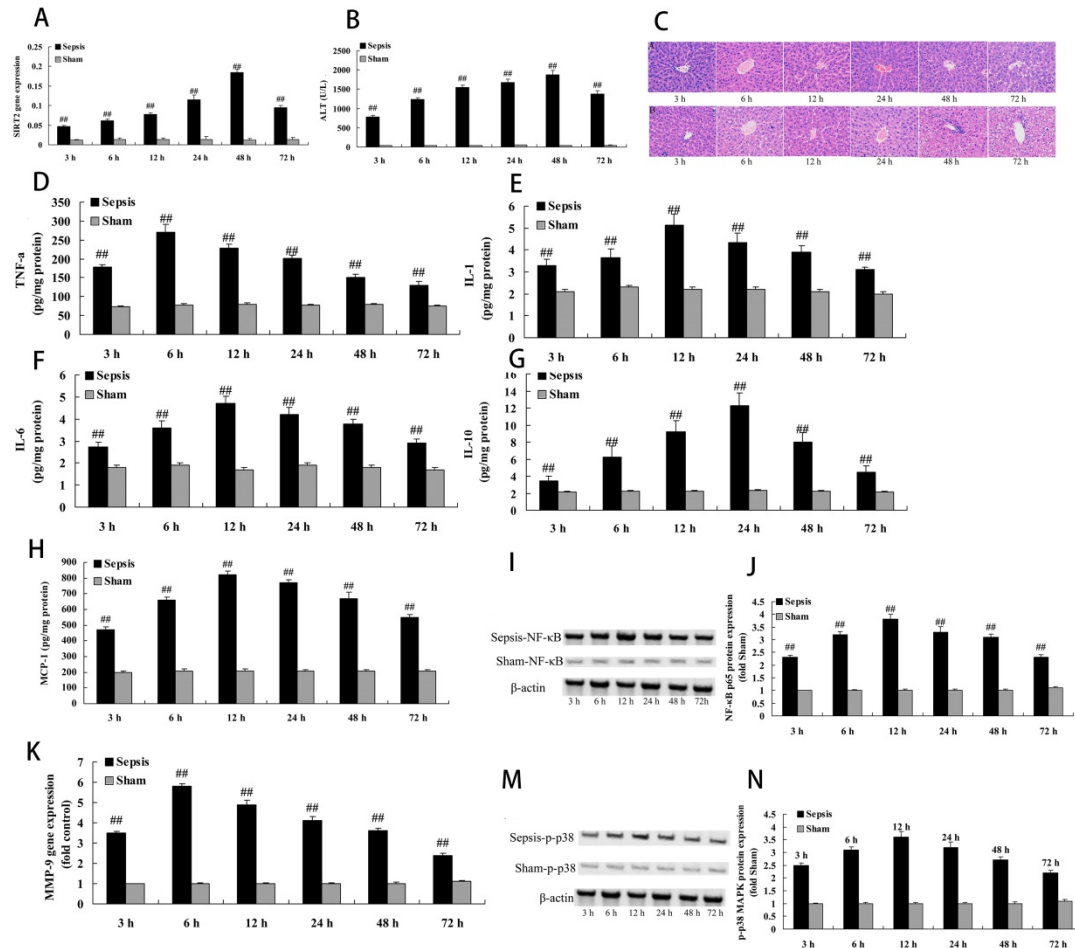 A
Sepsis
Sham
SIRT2 gene expression
0.2
0.15
0.1
0.05
0
## ## ## ## ## ##
3 h 6 h 12 h 24 h 48 h 72 h
B
Sepsis
Sham
ALT (U/L)
2500
2000
1500
1000
500
0
## ## ## ## ## ##
3 h 6 h 12 h 24 h 48 h 72 h
C
3 h 6 h 12 h 24 h 48 h 72 h
3 h 6 h 12 h 24 h 48 h 72 h
D
Sepsis
Sham
TNF-a
(pg/mg protein)
350
300
250
200
150
100
50
0
## ## ## ## ## ##
3 h 6 h 12 h 24 h 48 h 72 h
E
Sepsis
Sham
IL-1
(pg/mg protein)
6
5
4
3
2
1
0
## ## ## ## ## ##
3 h 6 h 12 h 24 h 48 h 72 h
F
Sepsis
Sham
IL-6
(pg/mg protein)
6
5
4
3
2
1
0
## ## ## ## ## ##
3 h 6 h 12 h 24 h 48 h 72 h
G
Sepsis
Sham
IL-10
(pg/mg protein)
16
14
12
10
8
6
4
2
0
## ## ## ## ## ##
3 h 6 h 12 h 24 h 48 h 72 h
H
Sepsis
Sham
MCP-1 (pg/mg protein)
900
800
700
600
500
400
300
200
100
0
## ## ## ## ## ##
3 h 6 h 12 h 24 h 48 h 72 h
I
Sepsis-NF-κB
Sham-NF-κB
β-actin
3 h 6 h 12 h 24 h 48 h 72h
J
Sepsis
Sham
NF-κB p65 protein expression
(fold Sham)
4.5
4
3.5
3
2.5
2
1.5
1
0.5
0
## ## ## ## ## ##
3 h 6 h 12 h 24 h 48 h 72 h
K
Sepsis
Sham
MMP-9 gene expression
(fold control)
7
6
5
4
3
2
1
0
## ## ## ## ## ##
3 h 6 h 12 h 24 h 48 h 72 h
M
Sepsis-p-p38
Sham-p-p38
β-actin
3 h 6 h 12 h 24 h 48 h 72 h
N
Sepsis
Sham
p-p38 MAPK protein expression
(fold Sham)
4.5
4
3.5
3
2.5
2
1.5
1
0.5
0
3 h 6 h 12 h 24 h 48 h 72 h
3 h 6 h 12 h 24 h 48 h 72 h